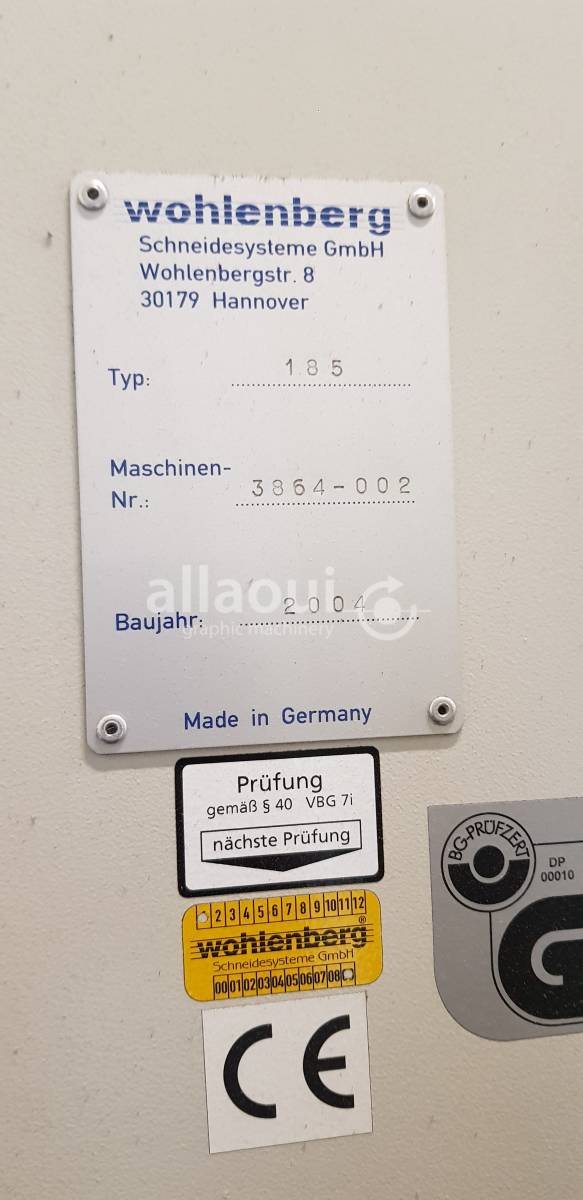 wohlenberg
Schneidesysteme GmbH
Wohlenbergstr. 8
30179 Hannover
Typ: 185
Maschinen-
Nr.: 3864-002
allaoui
graphic machinery
Baujahr: 2004
Made in Germany
Prüfung
gemäß § 40 VBG 7i
nächste Prüfung
2 3 4 5 6 7 8 9 10 11 12
wohlenberg®
Schneidesysteme GmbH
00 01 02 03 04 05 06 07 08
CE
BG-PRÜFZERT
DP
00010